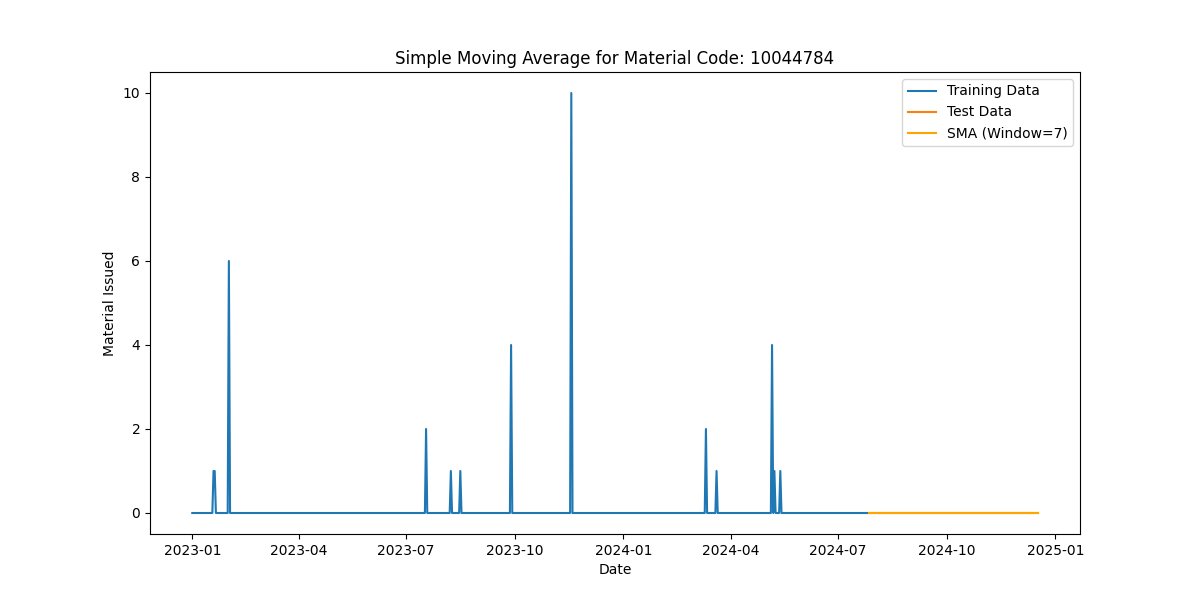 Simple Moving Average for Material Code: 10044784
Training Data
Test Data
SMA (Window=7)
Material Issued
10
8
6
4
2
0
2023-01 2023-04 2023-07 2023-10 2024-01 2024-04 2024-07 2024-10 2025-01
Date